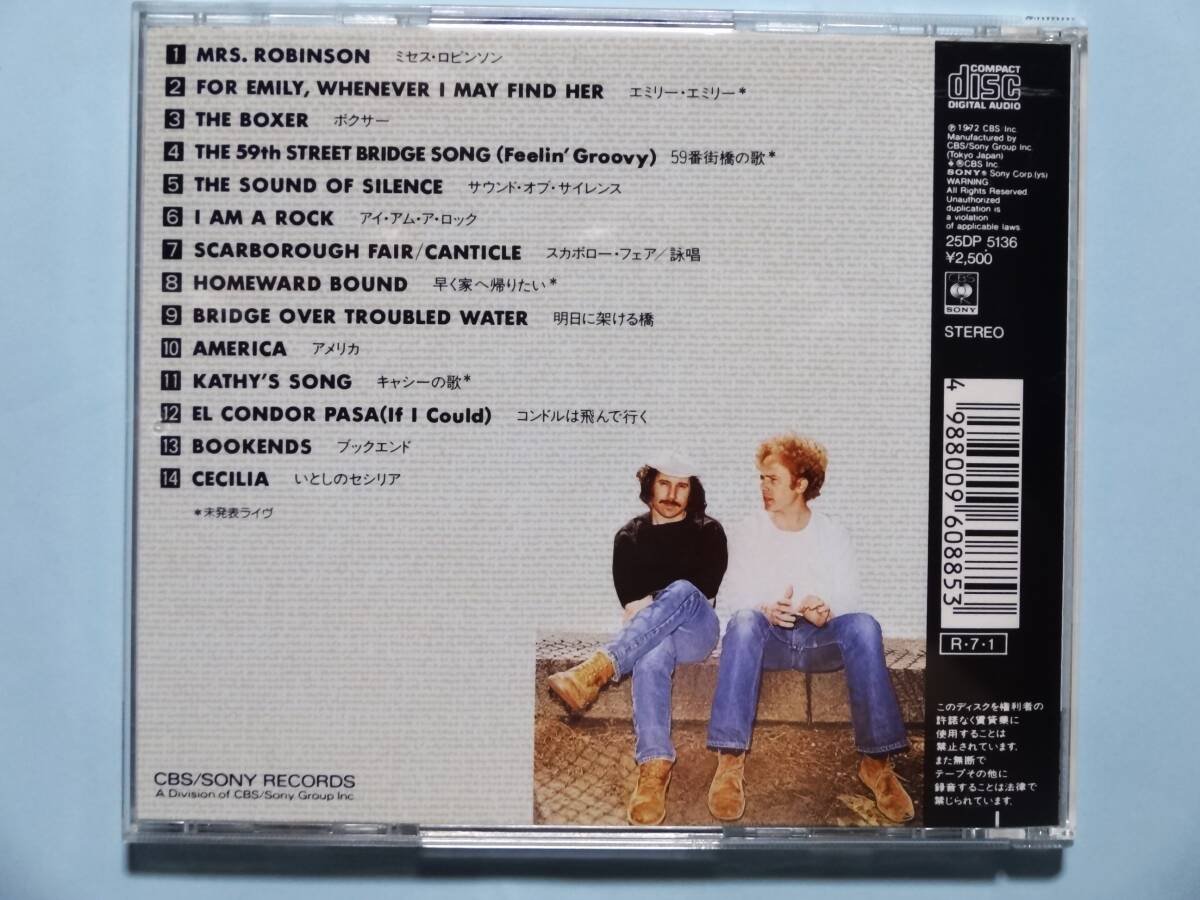 1 MRS. ROBINSON ミセス・ロビンソン
2 FOR EMILY, WHENEVER I MAY FIND HER エミリー・エミリー*
3 THE BOXER ボクサー
4 THE 59th STREET BRIDGE SONG (Feelin' Groovy) 59番街橋の歌*
5 THE SOUND OF SILENCE サウンド・オブ・サイレンス
6 I AM A ROCK アイ・アム・ア・ロック
7 SCARBOROUGH FAIR/CANTICLE スカボロー・フェア/詠唱
8 HOMEWARD BOUND 早く家へ帰りたい*
9 BRIDGE OVER TROUBLED WATER 明日に架ける橋
10 AMERICA アメリカ
11 KATHY'S SONG キャシーの歌*
12 EL CONDOR PASA(If I Could) コンドルは飛んで行く
13 BOOKENDS ブックエンド
14 CECILIA いとしのセシリア
*未発表ライヴ
CBS/SONY RECORDS
A Division of CBS/Sony Group Inc.
COMPACT
disc
DIGITAL AUDIO
℗1972 CBS Inc.
Manufactured by
CBS/Sony Group Inc.
(Tokyo Japan)
®CBS Inc.
SONY® Sony Corp.(ys)
WARNING
All Rights Reserved.
Unauthorized
duplication is
a violation
of applicable laws.
25DP 5136
¥2,500
CBS
SONY
STEREO
4 988009 608853
R・7・1
このディスクを権利者の
許諾なく賃貸業に
使用することは
禁止されています。
また無断で
テープその他に
録音することは法律で
禁じられています。